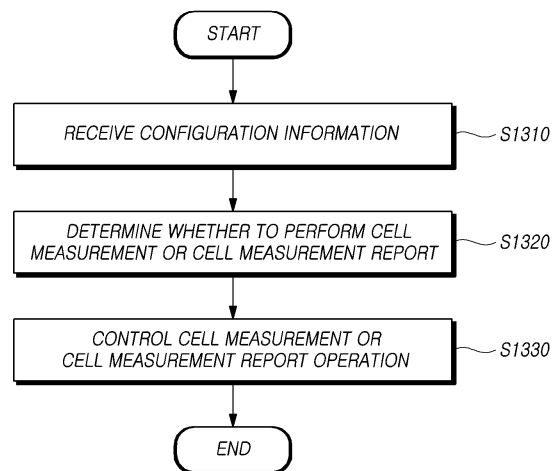 START
RECEIVE CONFIGURATION INFORMATION
S1310
DETERMINE WHETHER TO PERFORM CELL
MEASUREMENT OR CELL MEASUREMENT REPORT
S1320
CONTROL CELL MEASUREMENT OR
CELL MEASUREMENT REPORT OPERATION
S1330
END